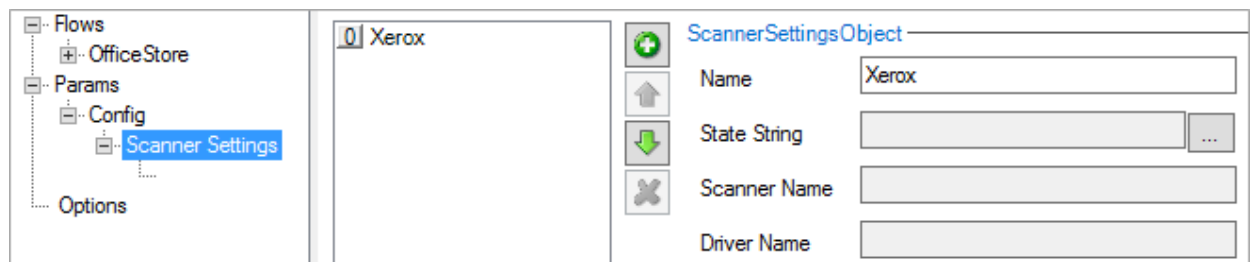 Flows
OfficeStore
Params
Config
Scanner Settings
Options
0 Xerox
ScannerSettingsObject
Name Xerox
State String ...
Scanner Name
Driver Name